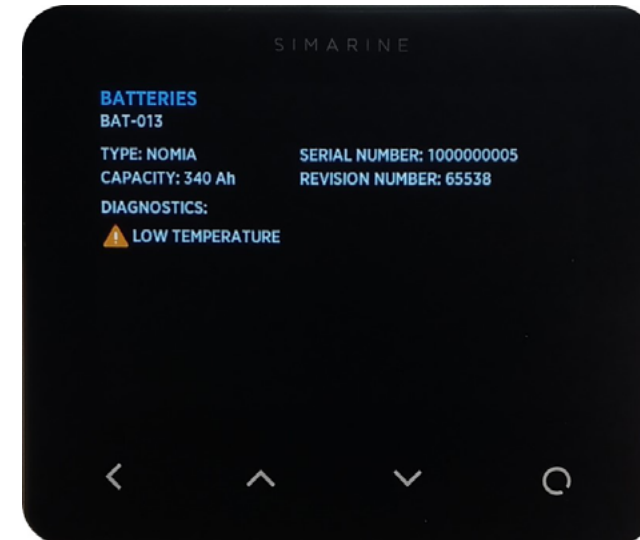 SIMARINE
BATTERIES
BAT-013
TYPE: NOMIA
SERIAL NUMBER: 1000000005
CAPACITY: 340 Ah
REVISION NUMBER: 65538
DIAGNOSTICS:
LOW TEMPERATURE